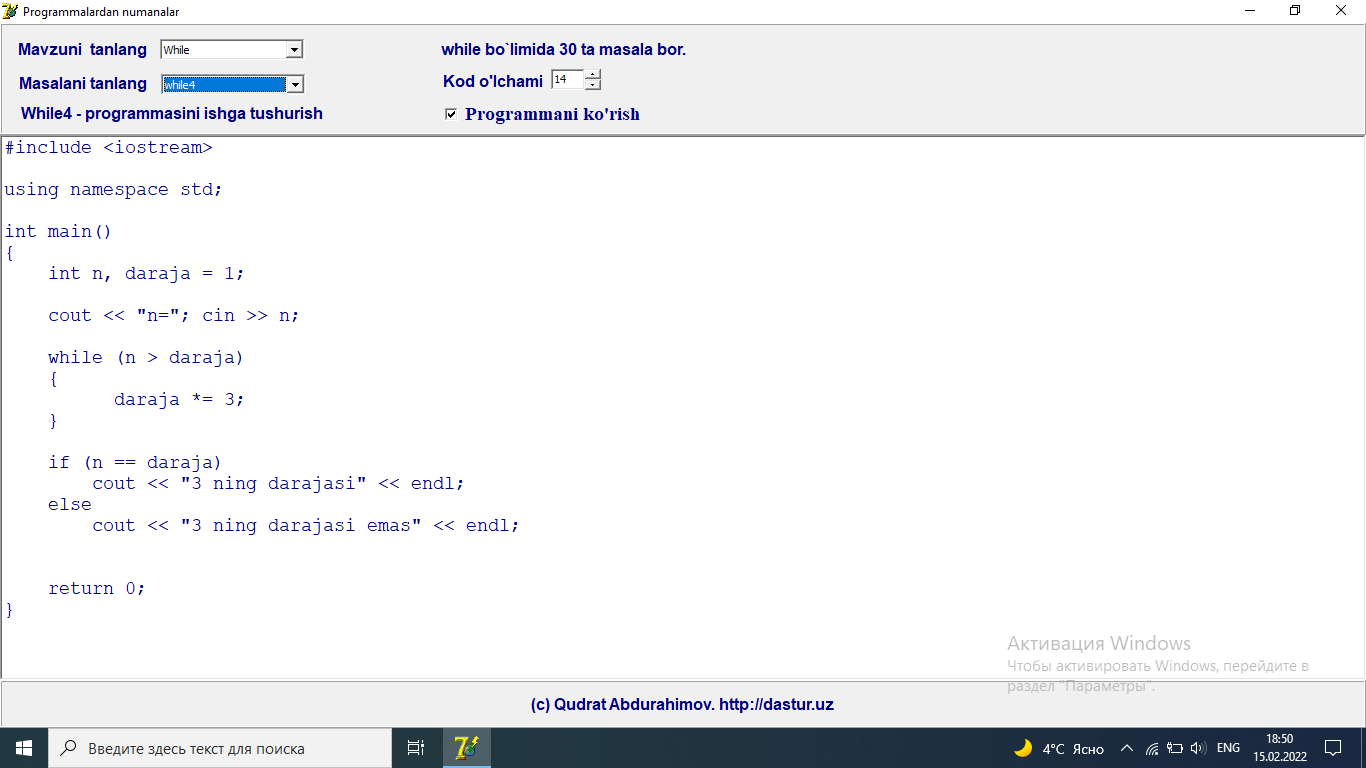 Programmalardan numanalar
Mavzuni tanlang While
while bo`limida 30 ta masala bor.
Masalani tanlang while4
Kod o'lchami 14
While4 - programmasini ishga tushurish
Programmani ko'rish
#include <iostream>
using namespace std;
int main()
{
int n, daraja = 1;
cout << "n="; cin >> n;
while (n > daraja)
{
daraja *= 3;
}
if (n == daraja)
cout << "3 ning darajasi" << endl;
else
cout << "3 ning darajasi emas" << endl;
return 0;
}
Активация Windows
Чтобы активировать Windows, перейдите в
раздел "Параметры".
(c) Qudrat Abdurahimov. http://dastur.uz
Введите здесь текст для поиска
4°C Ясно
ENG
18:50
15.02.2022